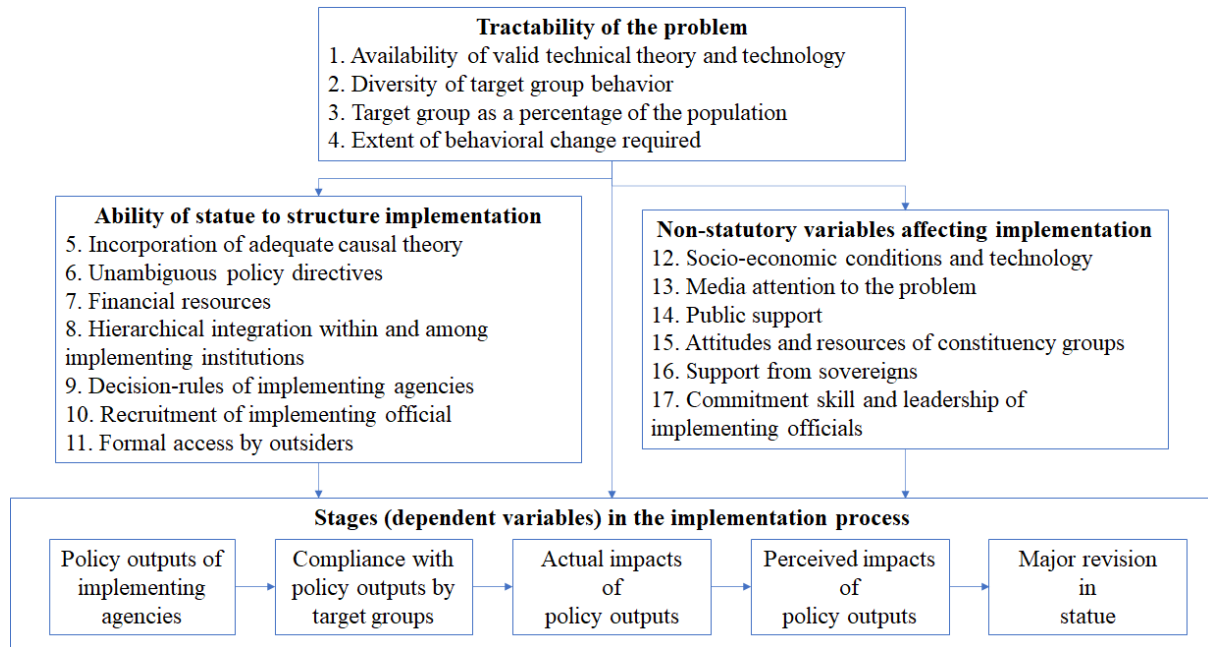 Tractability of the problem
1. Availability of valid technical theory and technology
2. Diversity of target group behavior
3. Target group as a percentage of the population
4. Extent of behavioral change required
Ability of statue to structure implementation
5. Incorporation of adequate causal theory
6. Unambiguous policy directives
7. Financial resources
8. Hierarchical integration within and among
implementing institutions
9. Decision-rules of implementing agencies
10. Recruitment of implementing official
11. Formal access by outsiders
Non-statutory variables affecting implementation
12. Socio-economic conditions and technology
13. Media attention to the problem
14. Public support
15. Attitudes and resources of constituency groups
16. Support from sovereigns
17. Commitment skill and leadership of
implementing officials
Stages (dependent variables) in the implementation process
Policy outputs of
implementing
agencies
Compliance with
policy outputs by
target groups
Actual impacts
of
policy outputs
Perceived impacts
of
policy outputs
Major revision
in
statue